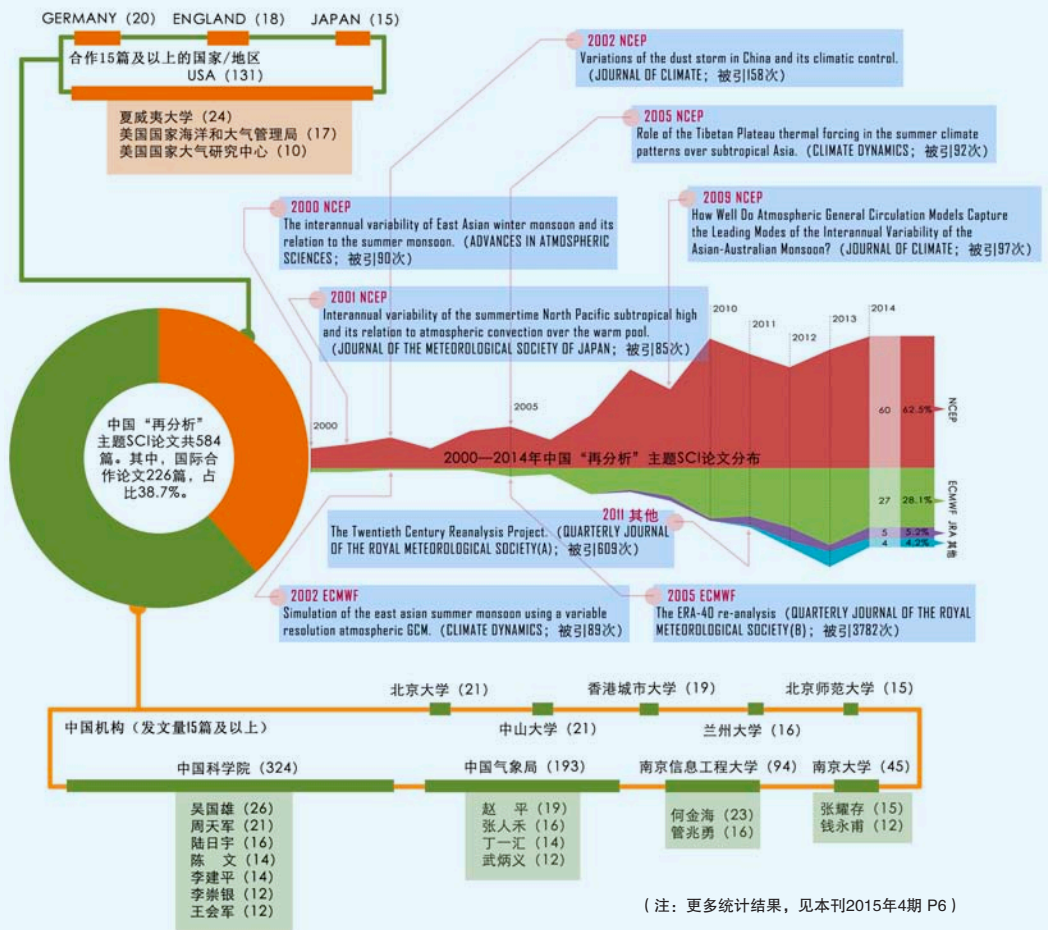 GERMANY (20)
ENGLAND (18)
JAPAN (15)
合作15篇及以上的国家/地区
USA (131)
夏威夷大学 (24)
美国国家海洋和大气管理局 (17)
美国国家大气研究中心 (10)
2002 NCEP
Variations of the dust storm in China and its climatic control.
(JOURNAL OF CLIMATE; 被引158次)
2005 NCEP
Role of the Tibetan Plateau thermal forcing in the summer climate
patterns over subtropical Asia. (CLIMATE DYNAMICS; 被引92次)
2009 NCEP
How Well Do Atmospheric General Circulation Models Capture
the Leading Modes of the Interannual Variability of the
Asian-Australian Monsoon? (JOURNAL OF CLIMATE; 被引97次)
2000 NCEP
The interannual variability of East Asian winter monsoon and its
relation to the summer monsoon. (ADVANCES IN ATMOSPHERIC
SCIENCES; 被引90次)
2001 NCEP
Interannual variability of the summertime North Pacific subtropical high
and its relation to atmospheric convection over the warm pool.
(JOURNAL OF THE METEOROLOGICAL SOCIETY OF JAPAN; 被引85次)
中国“再分析”
主题SCI论文共584
篇。其中，国际合
作论文226篇，占
比38.7%。
2000
2005
2010
2011
2012
2013
2014
2000—2014年中国“再分析”主题SCI论文分布
60 62.5% NCEP
27 28.1% ECMWF
5 5.2% JRA
4 4.2% 其他
2011 其他
The Twentieth Century Reanalysis Project. (QUARTERLY JOURNAL
OF THE ROYAL METEOROLOGICAL SOCIETY(A); 被引609次)
2002 ECMWF
Simulation of the east asian summer monsoon using a variable
resolution atmospheric GCM. (CLIMATE DYNAMICS; 被引89次)
2005 ECMWF
The ERA-40 re-analysis (QUARTERLY JOURNAL OF THE ROYAL
METEOROLOGICAL SOCIETY(B); 被引3782次)
中国机构（发文量15篇及以上）
北京大学 (21)
中山大学 (21)
香港城市大学 (19)
兰州大学 (16)
北京师范大学 (15)
中国科学院 (324)
吴国雄 (26)
周天军 (21)
陆日宇 (16)
陈 文 (14)
李建平 (14)
李崇银 (12)
王会军 (12)
中国气象局 (193)
赵 平 (19)
张人禾 (16)
丁一汇 (14)
武炳义 (12)
南京信息工程大学 (94)
何金海 (23)
管兆勇 (16)
南京大学 (45)
张耀存 (15)
钱永甫 (12)
（注：更多统计结果，见本刊2015年4期 P6）